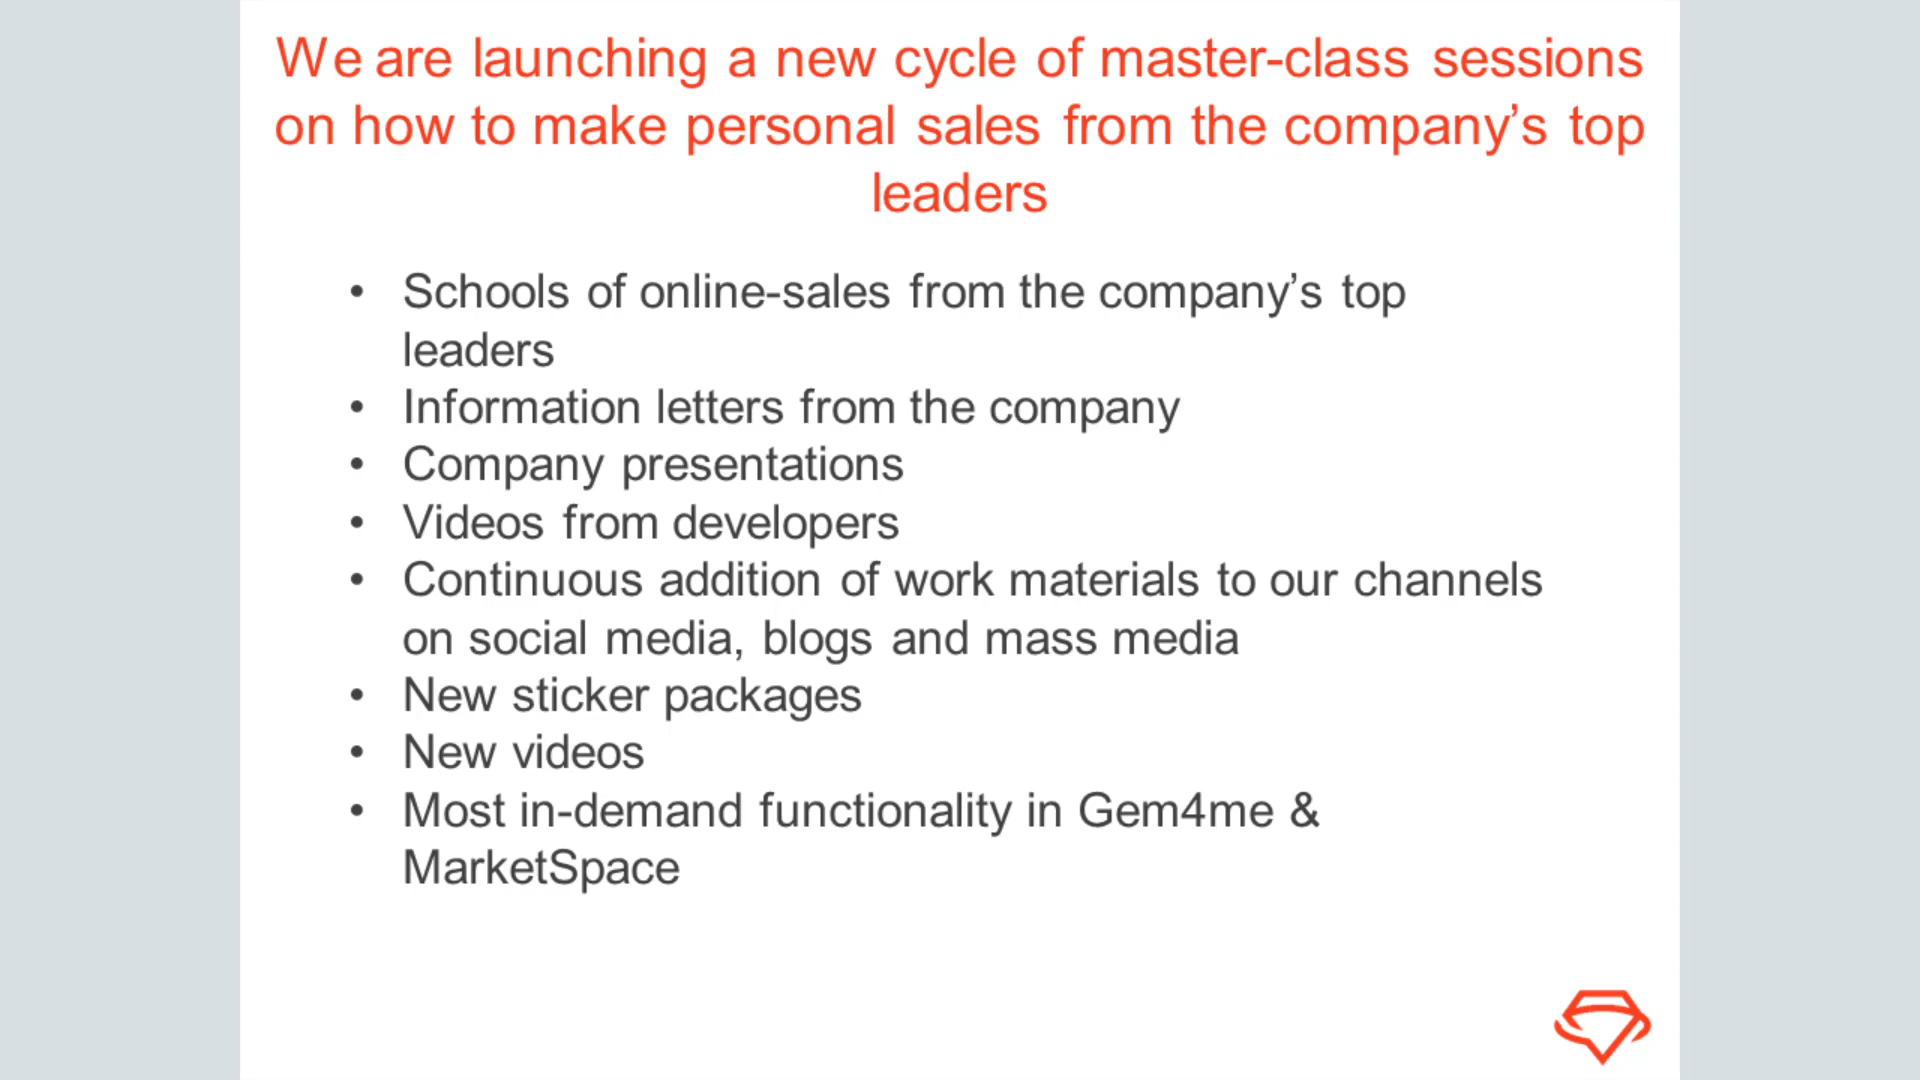 We are launching a new cycle of master-class sessions
on how to make personal sales from the company’s top
leaders
• Schools of online-sales from the company’s top
leaders
• Information letters from the company
• Company presentations
• Videos from developers
• Continuous addition of work materials to our channels
on social media, blogs and mass media
• New sticker packages
• New videos
• Most in-demand functionality in Gem4me &
MarketSpace